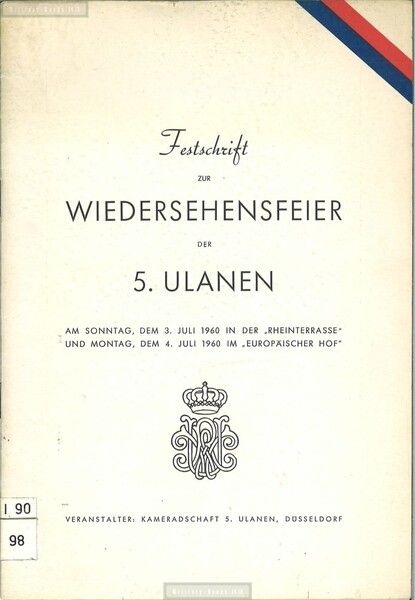 Festschrift
ZUR
WIEDERSEHENSFEIER
DER
5. ULANEN
AM SONNTAG, DEM 3. JULI 1960 IN DER „RHEINTERRASSE“
UND MONTAG, DEM 4. JULI 1960 IM „EUROPÄISCHER HOF“
I 90
98
VERANSTALTER: KAMERADSCHAFT 5. ULANEN, DÜSSELDORF